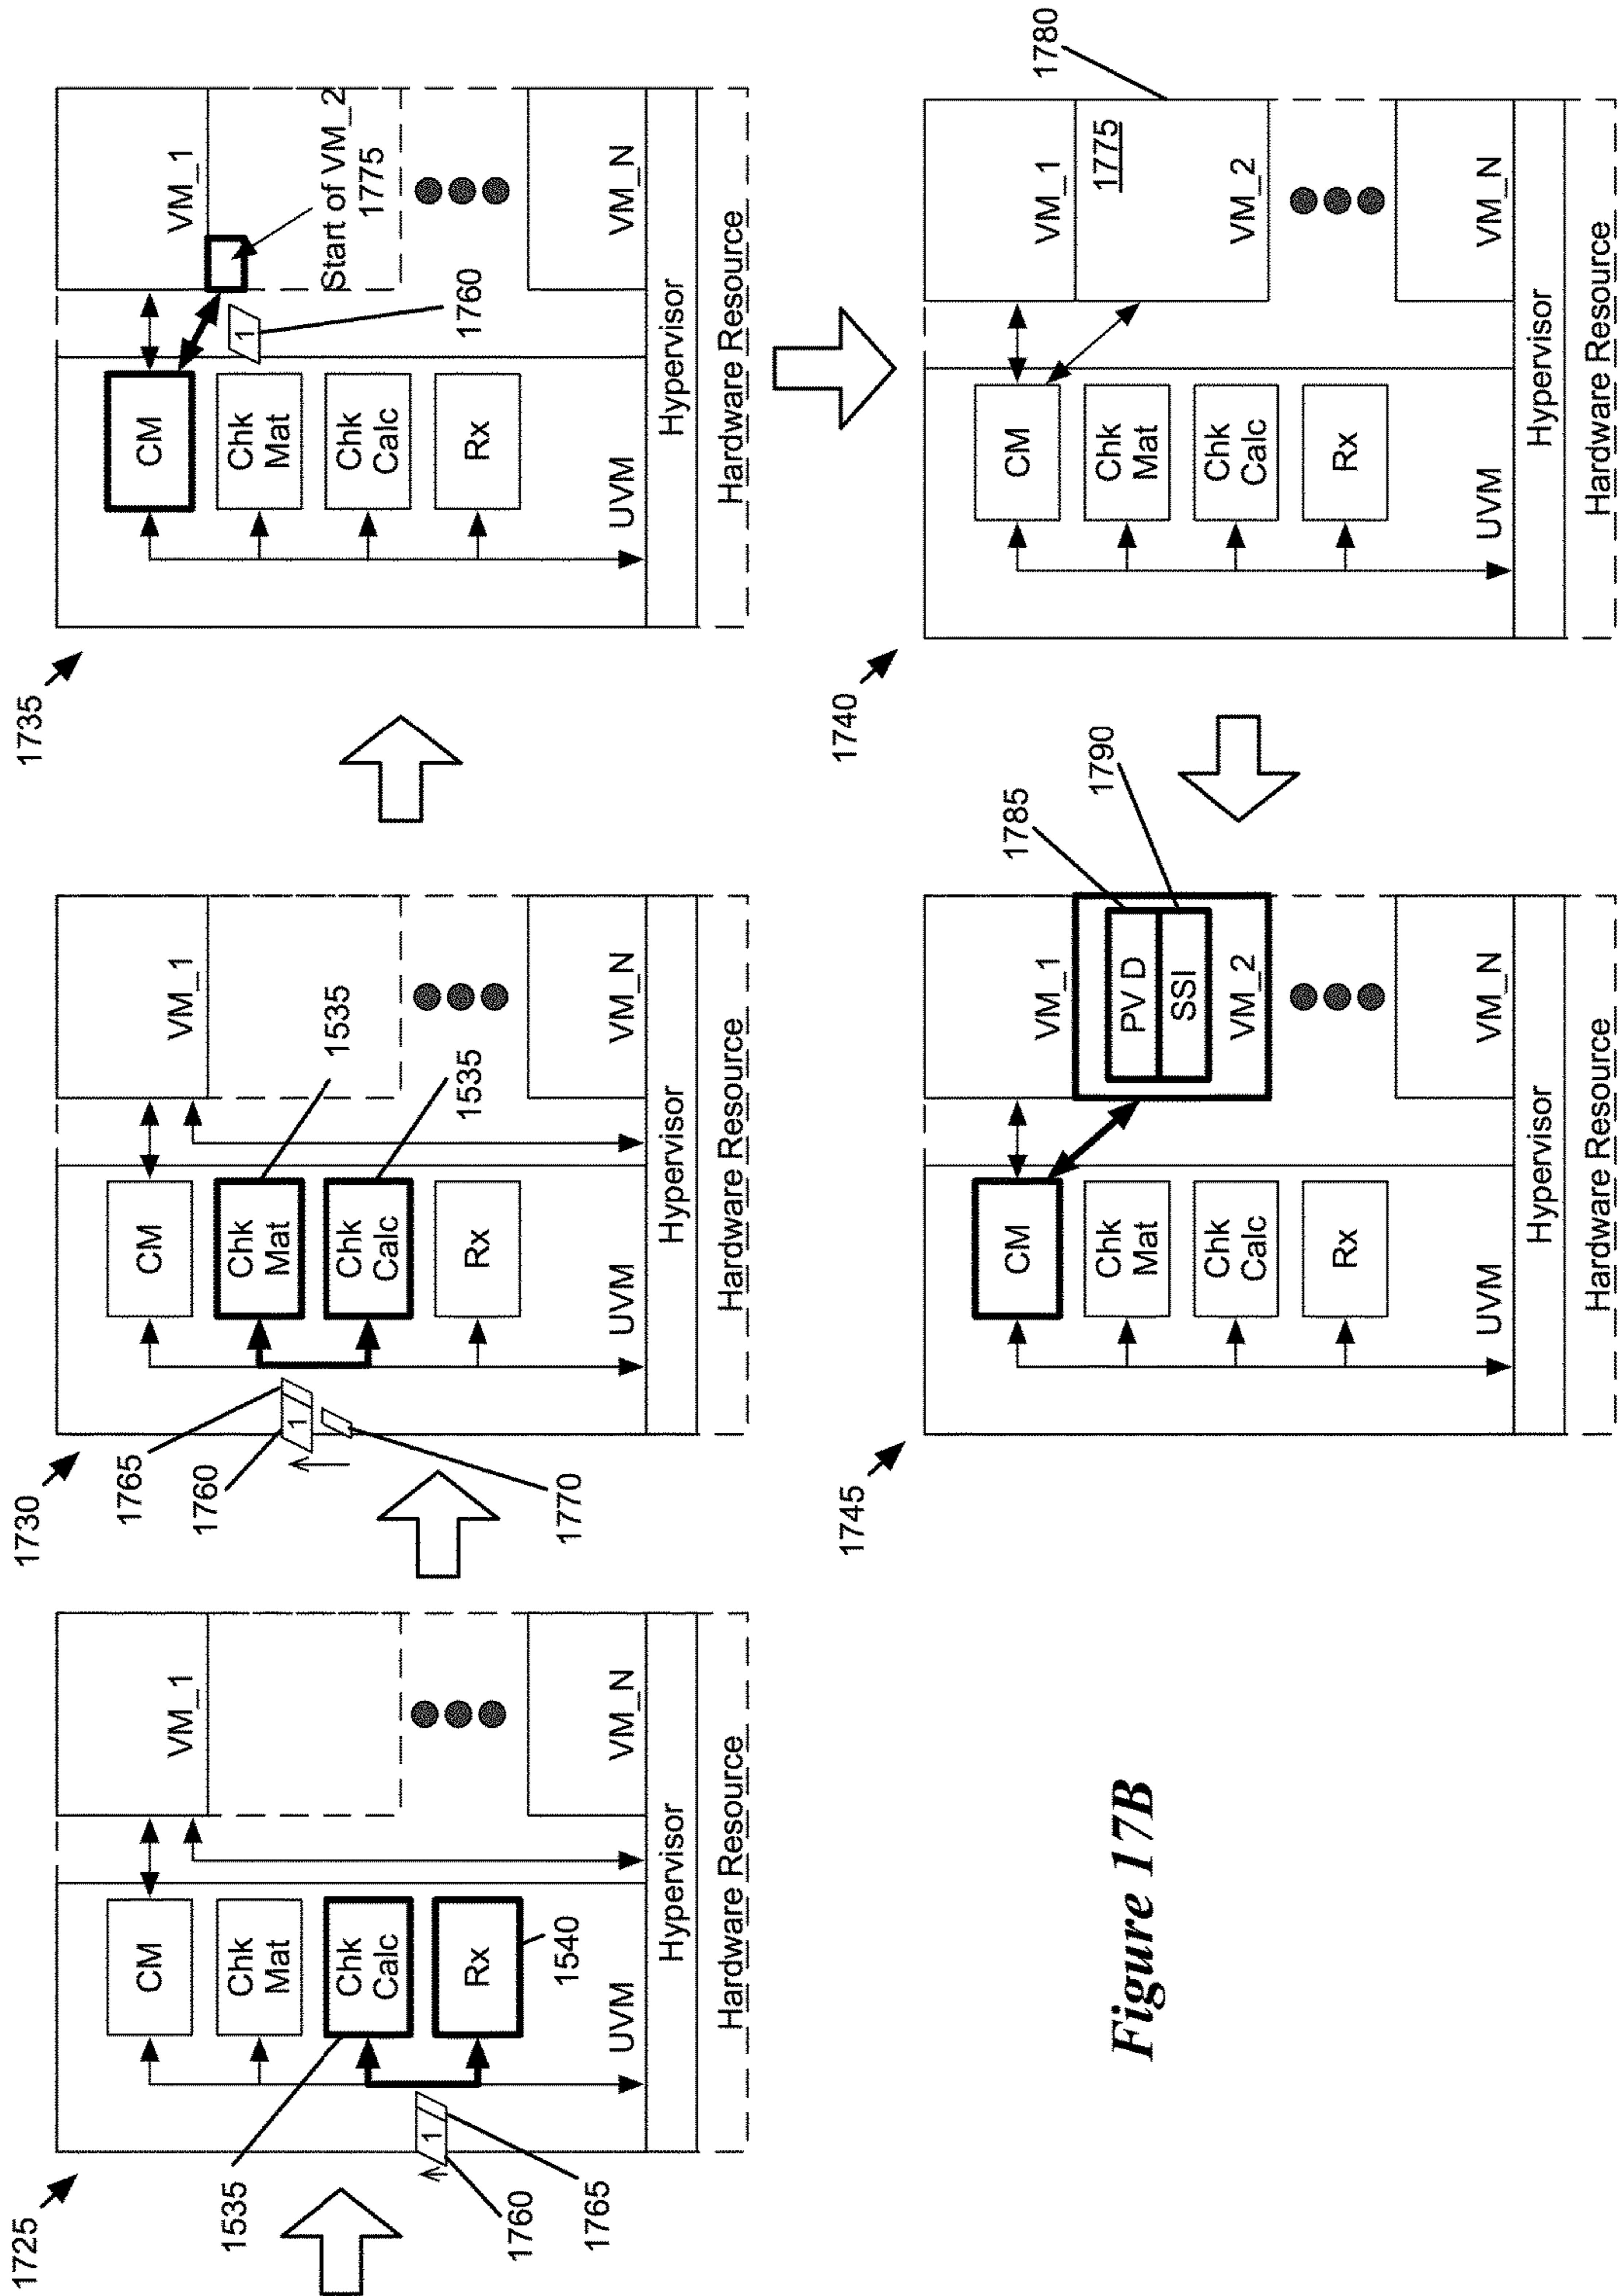 1725
CM
Chk
Mat
Chk
Calc
Rx
UVM
VM_1
VM_N
Hypervisor
Hardware Resource
1535
1540
1
1760
1765
1730
CM
Chk
Mat
Chk
Calc
Rx
UVM
VM_1
VM_N
Hypervisor
Hardware Resource
1765
1760
1
1770
1535
1535
1735
CM
Chk
Mat
Chk
Calc
Rx
UVM
VM_1
Start of VM_2
1775
1
1760
VM_N
Hypervisor
Hardware Resource
1745
CM
Chk
Mat
Chk
Calc
Rx
UVM
VM_1
PV D
SSI
VM_2
VM_N
Hypervisor
Hardware Resource
1785
1790
1740
CM
Chk
Mat
Chk
Calc
Rx
UVM
VM_1
1775
VM_2
VM_N
Hypervisor
Hardware Resource
1780
Figure 17B